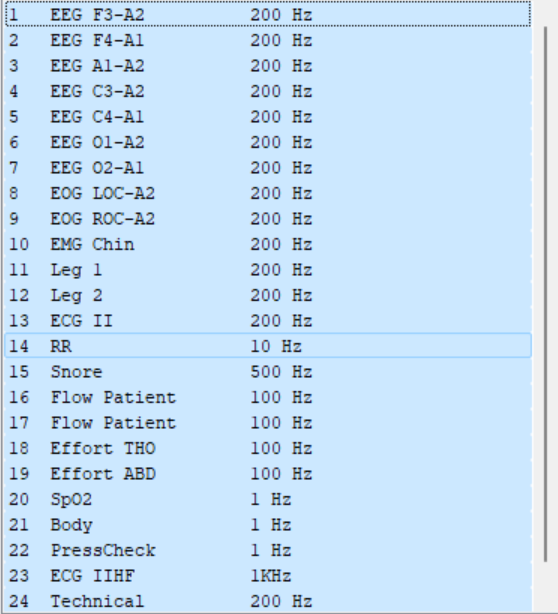 1 EEG F3-A2 200 Hz
2 EEG F4-A1 200 Hz
3 EEG A1-A2 200 Hz
4 EEG C3-A2 200 Hz
5 EEG C4-A1 200 Hz
6 EEG O1-A2 200 Hz
7 EEG O2-A1 200 Hz
8 EOG LOC-A2 200 Hz
9 EOG ROC-A2 200 Hz
10 EMG Chin 200 Hz
11 Leg 1 200 Hz
12 Leg 2 200 Hz
13 ECG II 200 Hz
14 RR 10 Hz
15 Snore 500 Hz
16 Flow Patient 100 Hz
17 Flow Patient 100 Hz
18 Effort THO 100 Hz
19 Effort ABD 100 Hz
20 SpO2 1 Hz
21 Body 1 Hz
22 PressCheck 1 Hz
23 ECG IIHF 1KHz
24 Technical 200 Hz